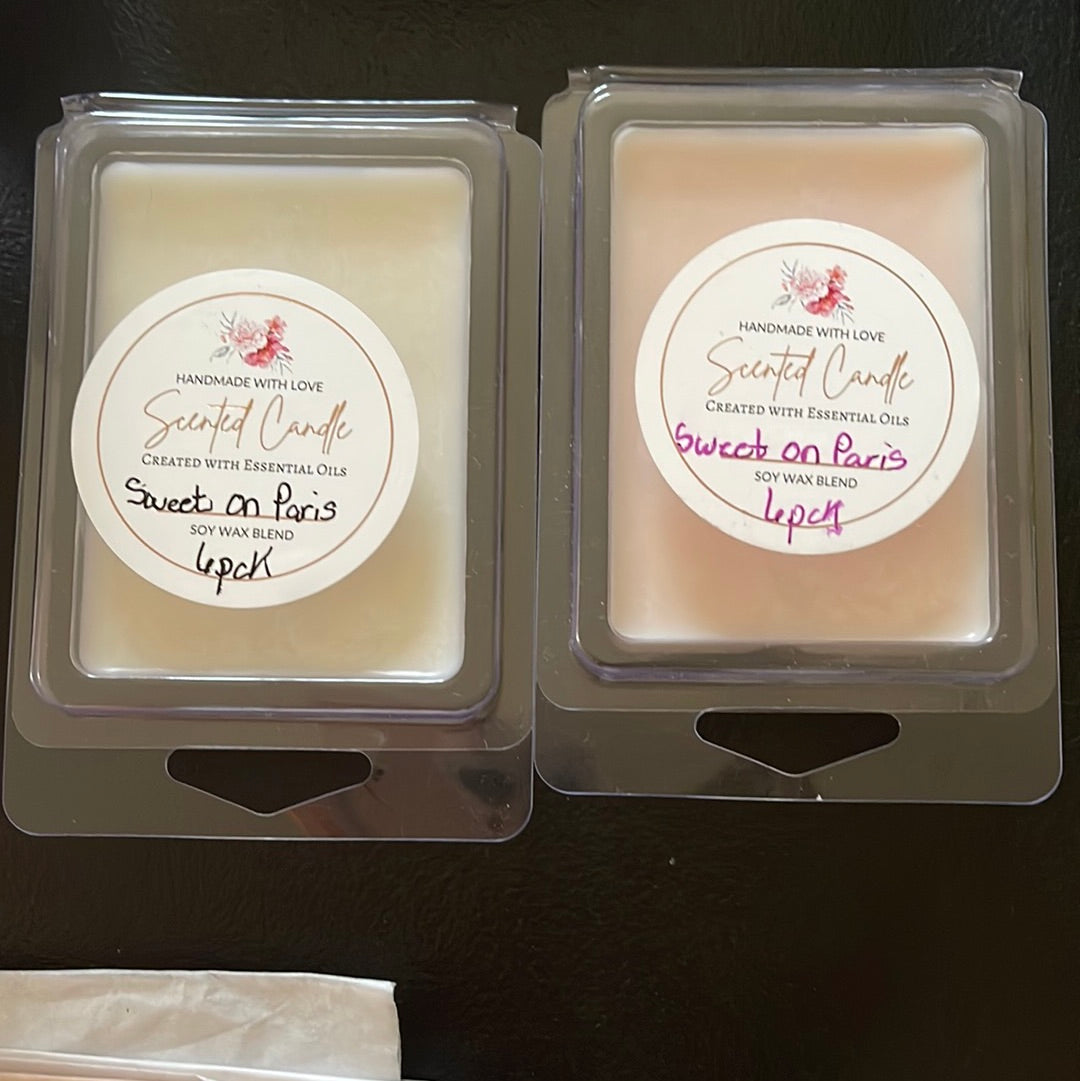 HANDMADE WITH LOVE
Scented Candle
CREATED WITH ESSENTIAL OILS
Sweet on Paris
SOY WAX BLEND
6pck
HANDMADE WITH LOVE
Scented Candle
CREATED WITH ESSENTIAL OILS
Sweet on Paris
SOY WAX BLEND
6pck